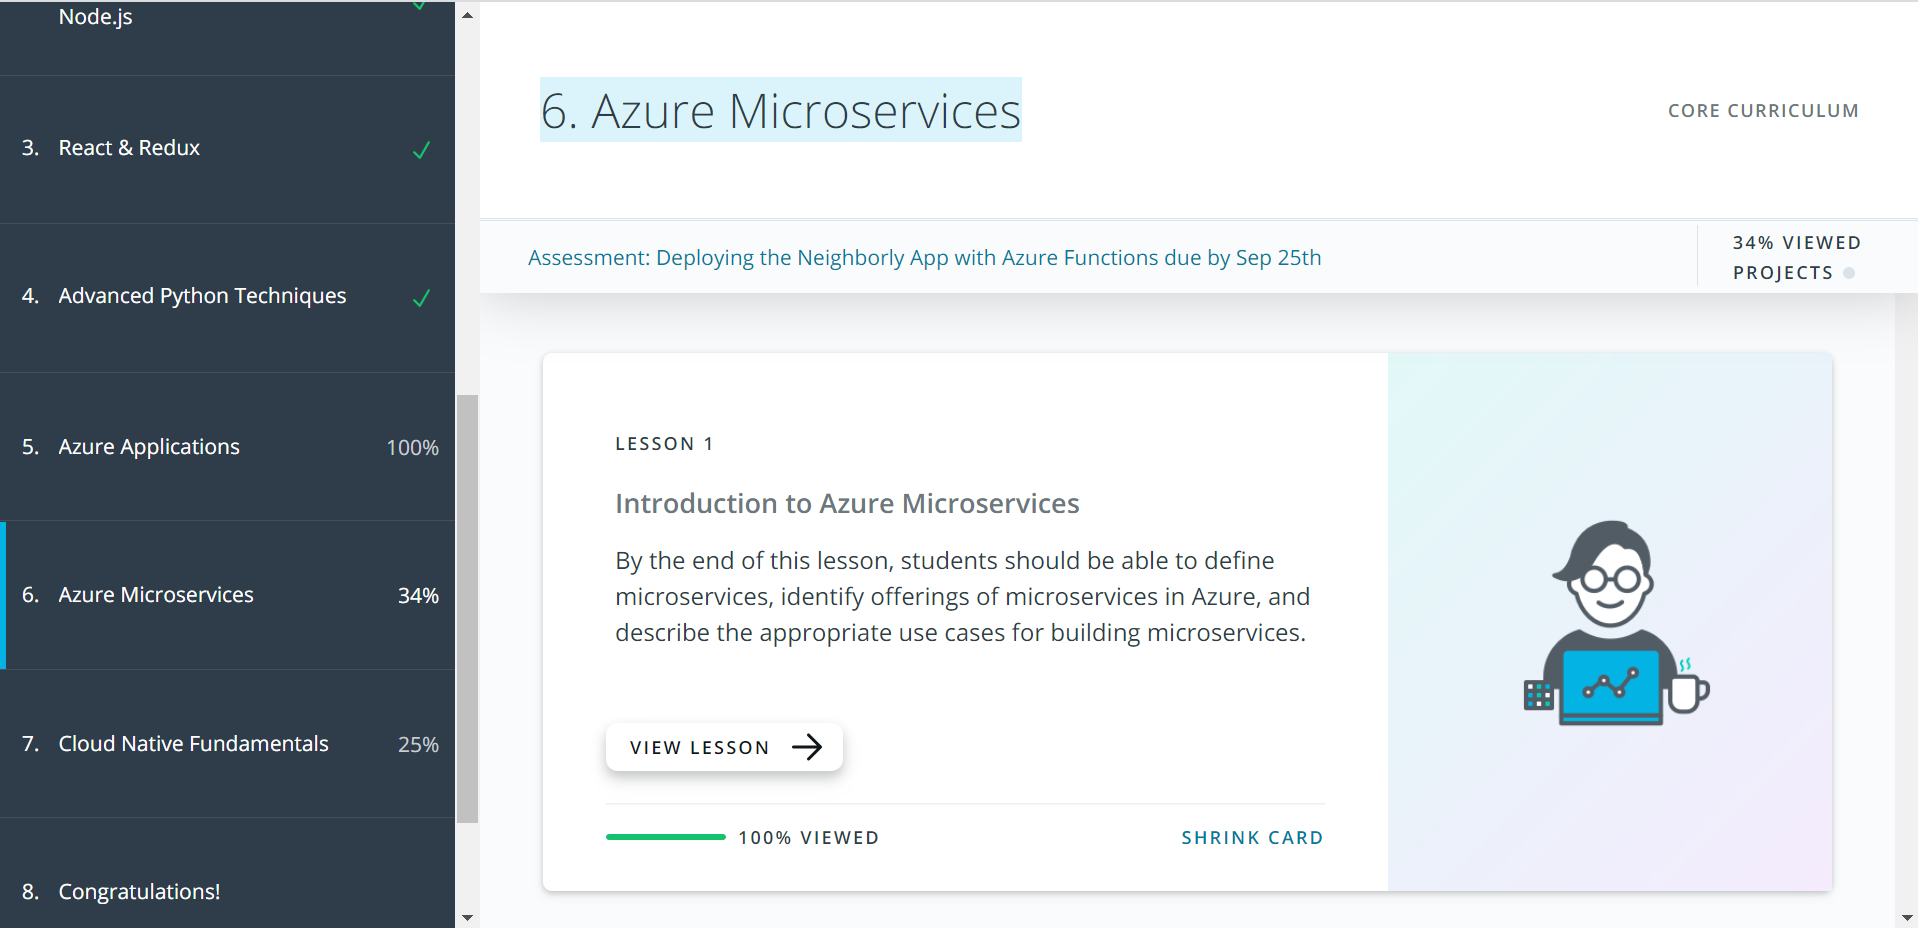 Node.js
3. React & Redux
4. Advanced Python Techniques
5. Azure Applications 100%
6. Azure Microservices 34%
7. Cloud Native Fundamentals 25%
8. Congratulations!
6. Azure Microservices
CORE CURRICULUM
Assessment: Deploying the Neighborly App with Azure Functions due by Sep 25th
34% VIEWED
PROJECTS
LESSON 1
Introduction to Azure Microservices
By the end of this lesson, students should be able to define
microservices, identify offerings of microservices in Azure, and
describe the appropriate use cases for building microservices.
VIEW LESSON
100% VIEWED
SHRINK CARD